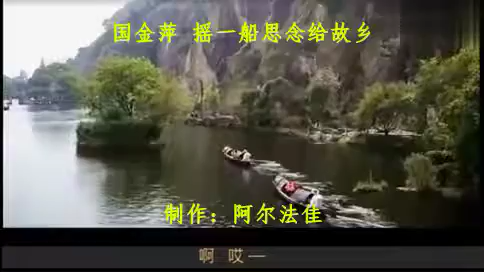 国金萍 摇一船思念给故乡
制作：阿尔法佳
啊 哎一